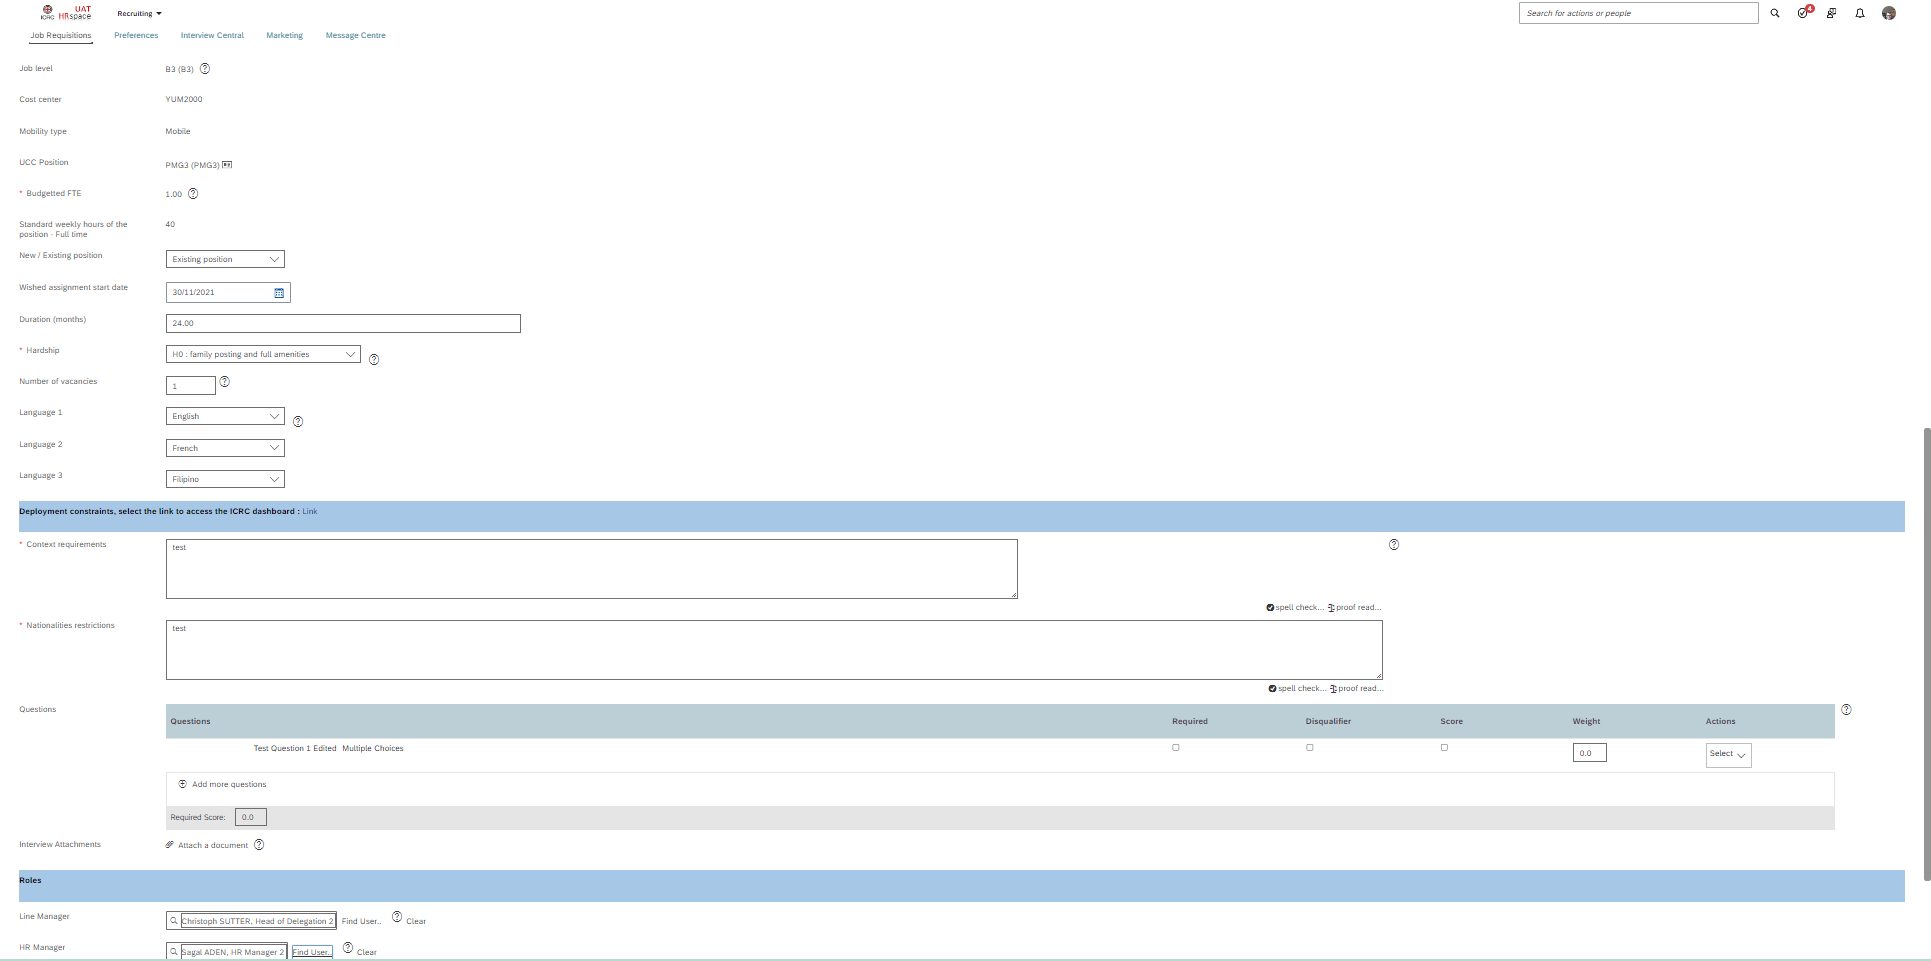 ICRC UAT HRspace Recruiting Search for actions or people 4
Job Requisitions Preferences Interview Central Marketing Message Centre
Job level B3 (B3)
Cost center YUM2000
Mobility type Mobile
UCC Position PMG3 (PMG3)
* Budgetted FTE 1.00
Standard weekly hours of the 40
position - Full time
New / Existing position Existing position
Wished assignment start date 30/11/2021
Duration (months) 24.00
* Hardship H0 : family posting and full amenities
Number of vacancies 1
Language 1 English
Language 2 French
Language 3 Filipino
Deployment constraints, select the link to access the ICRC dashboard : Link
* Context requirements test
spell check... proof read...
* Nationalities restrictions test
spell check... proof read...
Questions
Questions Required Disqualifier Score Weight Actions
Test Question 1 Edited Multiple Choices 0.0 Select
Add more questions
Required Score: 0.0
Interview Attachments Attach a document
Roles
Line Manager Christoph SUTTER, Head of Delegation 2 Find User.. Clear
HR Manager Sagal ADEN, HR Manager 2 Find User.. Clear